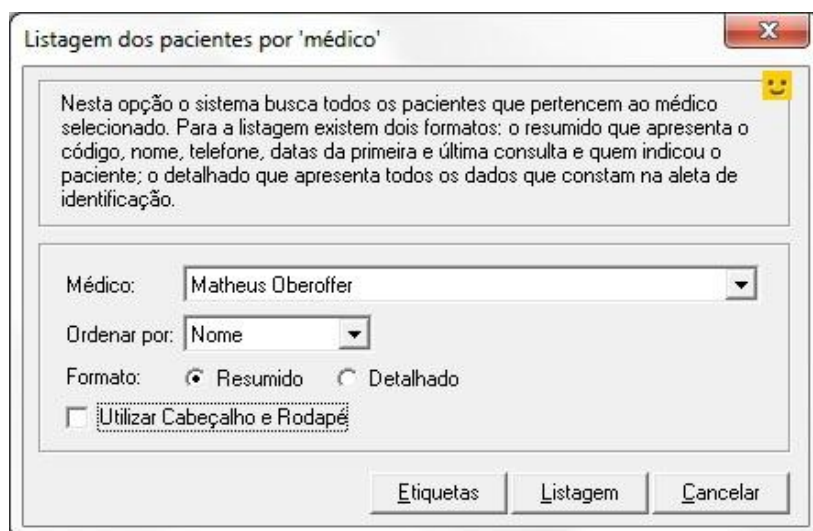 Listagem dos pacientes por 'médico'
Nesta opção o sistema busca todos os pacientes que pertencem ao médico
selecionado. Para a listagem existem dois formatos: o resumido que apresenta o
código, nome, telefone, datas da primeira e última consulta e quem indicou o
paciente; o detalhado que apresenta todos os dados que constam na aleta de
identificação.
Médico: Matheus Oberoffer
Ordenar por: Nome
Formato: Resumido Detalhado
Utilizar Cabeçalho e Rodapé
Etiquetas Listagem Cancelar